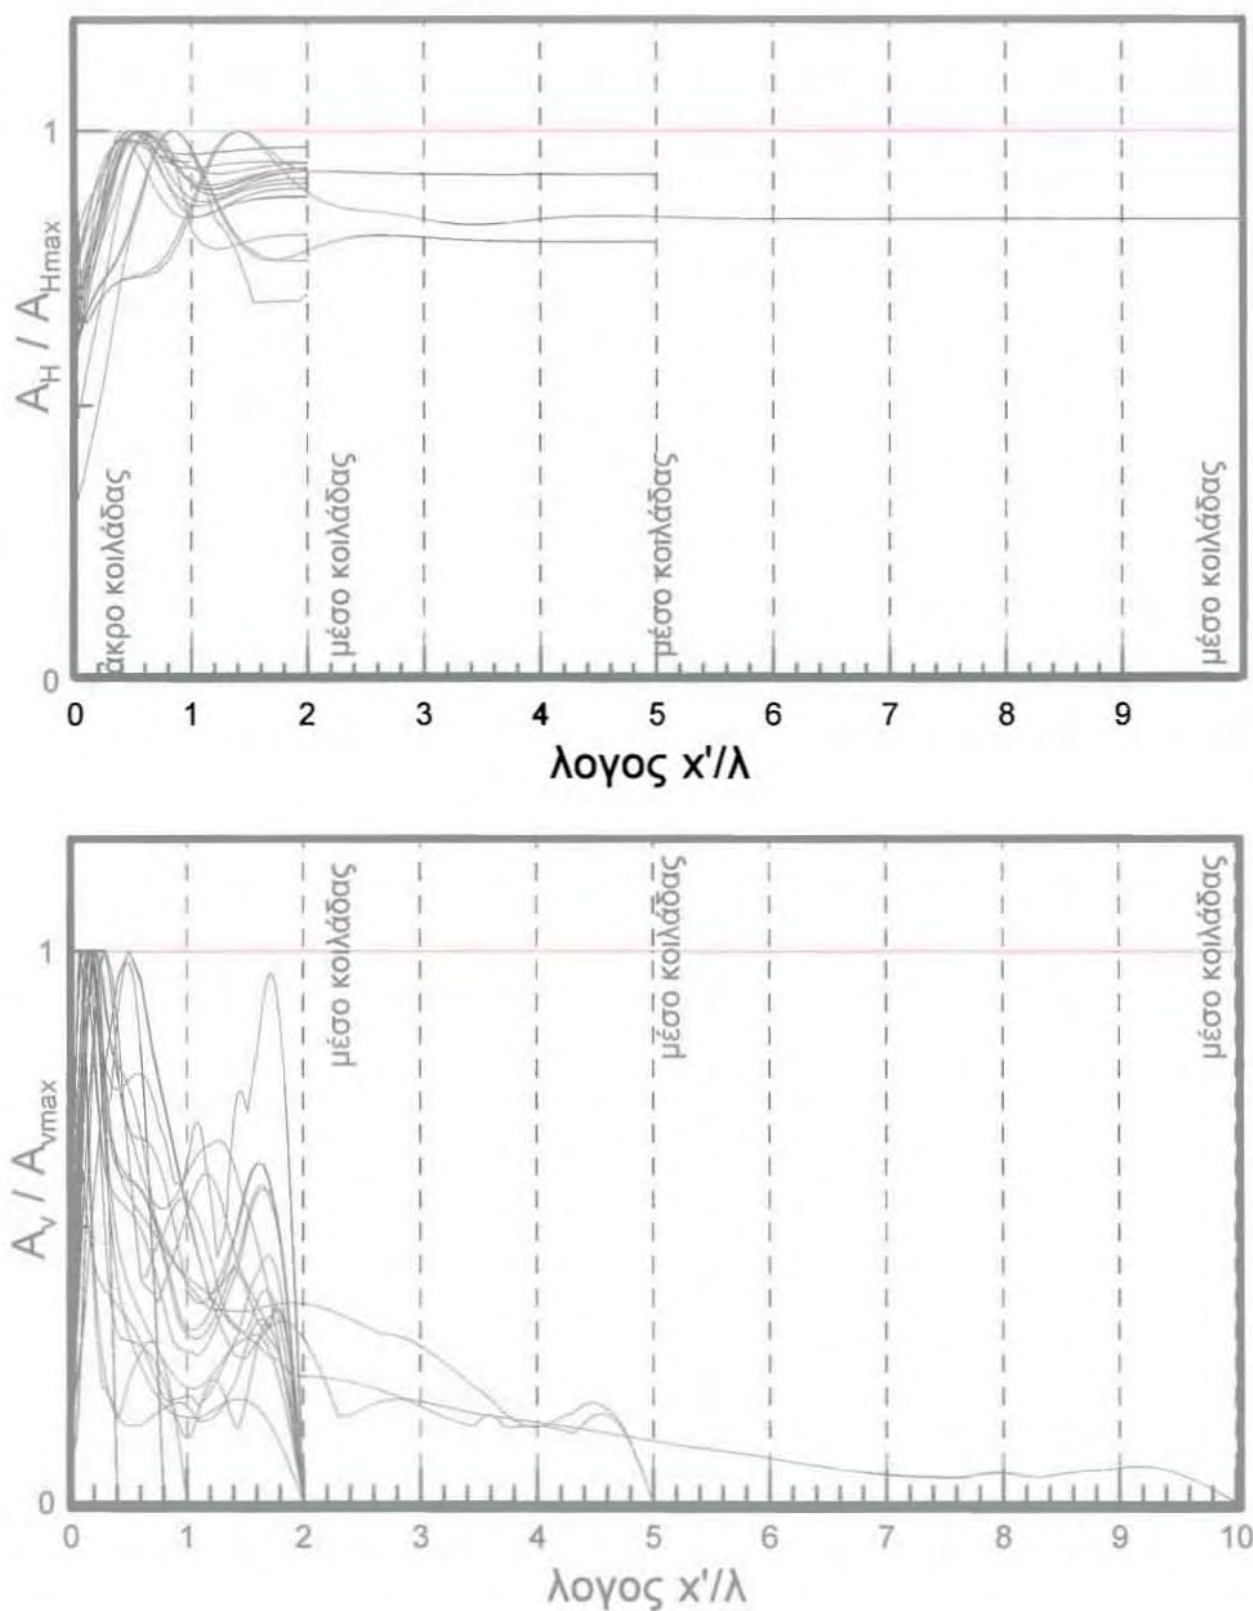 1
A_H / A_Hmax
άκρο κοιλάδας
μέσο κοιλάδας
μέσο κοιλάδας
μέσο κοιλάδας
0
0 1 2 3 4 5 6 7 8 9
λογος x'/λ
μέσο κοιλάδας
μέσο κοιλάδας
μέσο κοιλάδας
1
A_v / A_vmax
0
0 1 2 3 4 5 6 7 8 9 10
λογος x'/λ